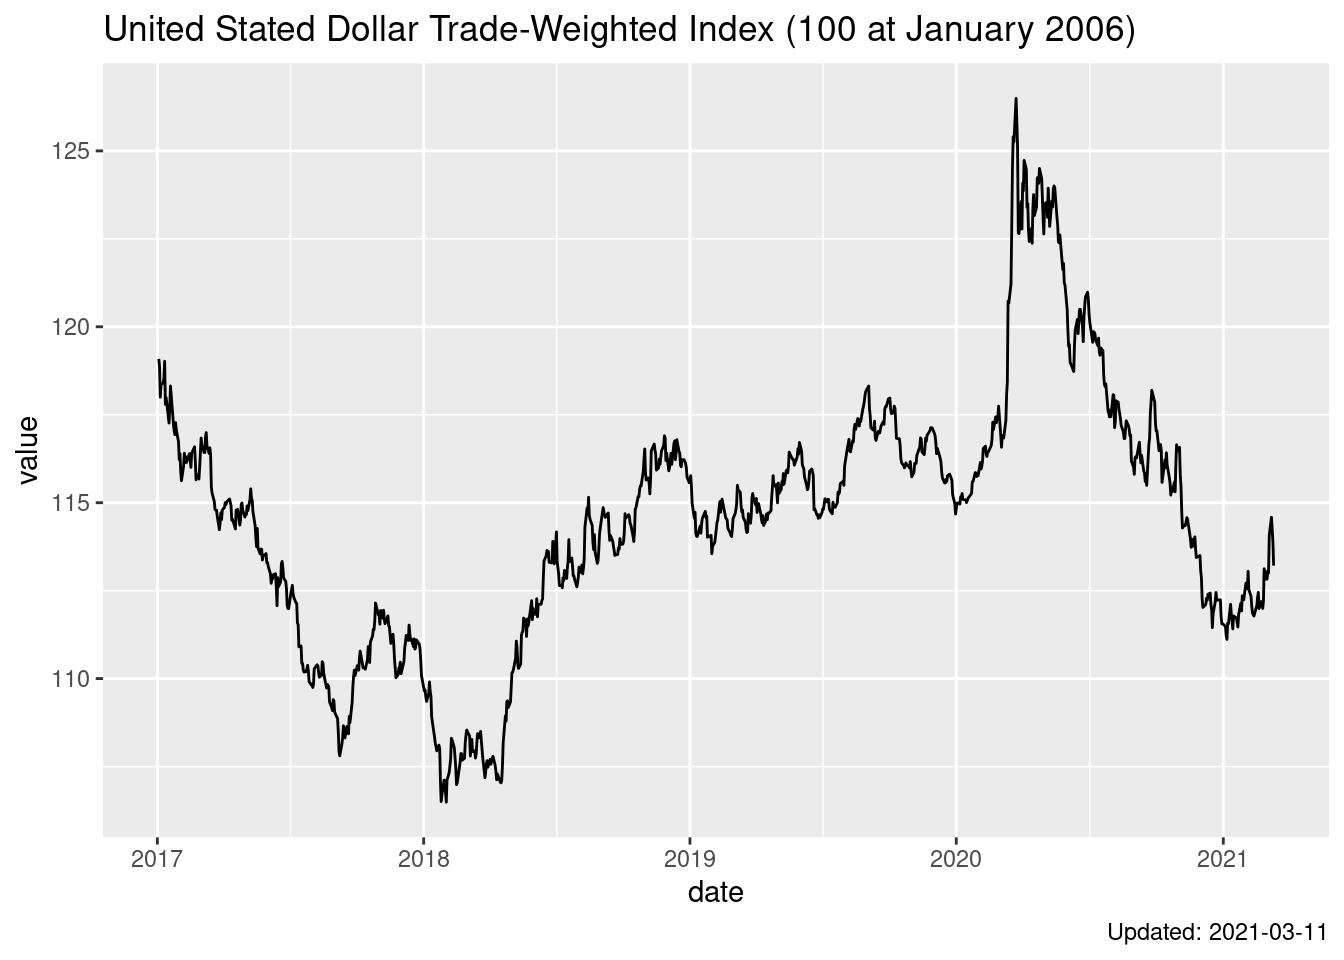 United Stated Dollar Trade-Weighted Index (100 at January 2006)
125
120
115
110
value
2017 2018 2019 2020 2021
date
Updated: 2021-03-11